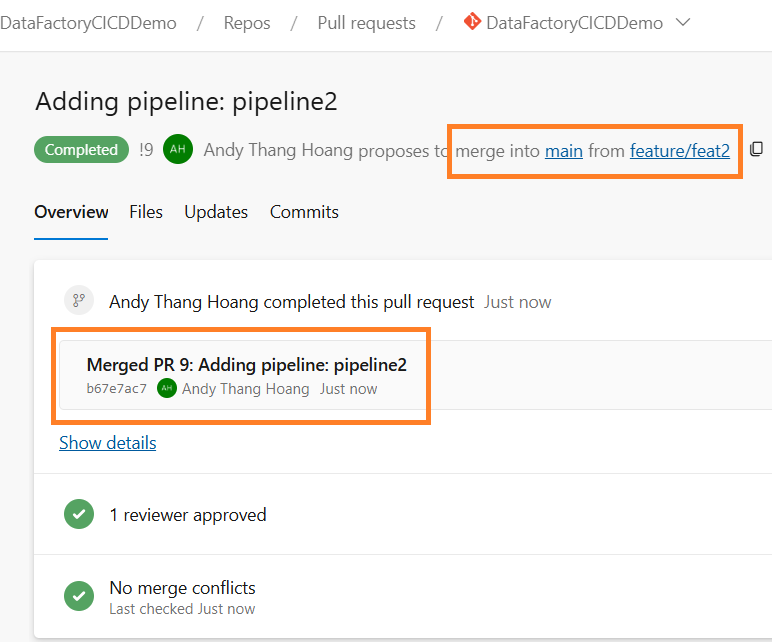 DataFactoryCICDDemo / Repos / Pull requests / DataFactoryCICDDemo
Adding pipeline: pipeline2
Completed !9 AH Andy Thang Hoang proposes to merge into main from feature/feat2
Overview Files Updates Commits
Andy Thang Hoang completed this pull request Just now
Merged PR 9: Adding pipeline: pipeline2
b67e7ac7 AH Andy Thang Hoang Just now
Show details
1 reviewer approved
No merge conflicts
Last checked Just now